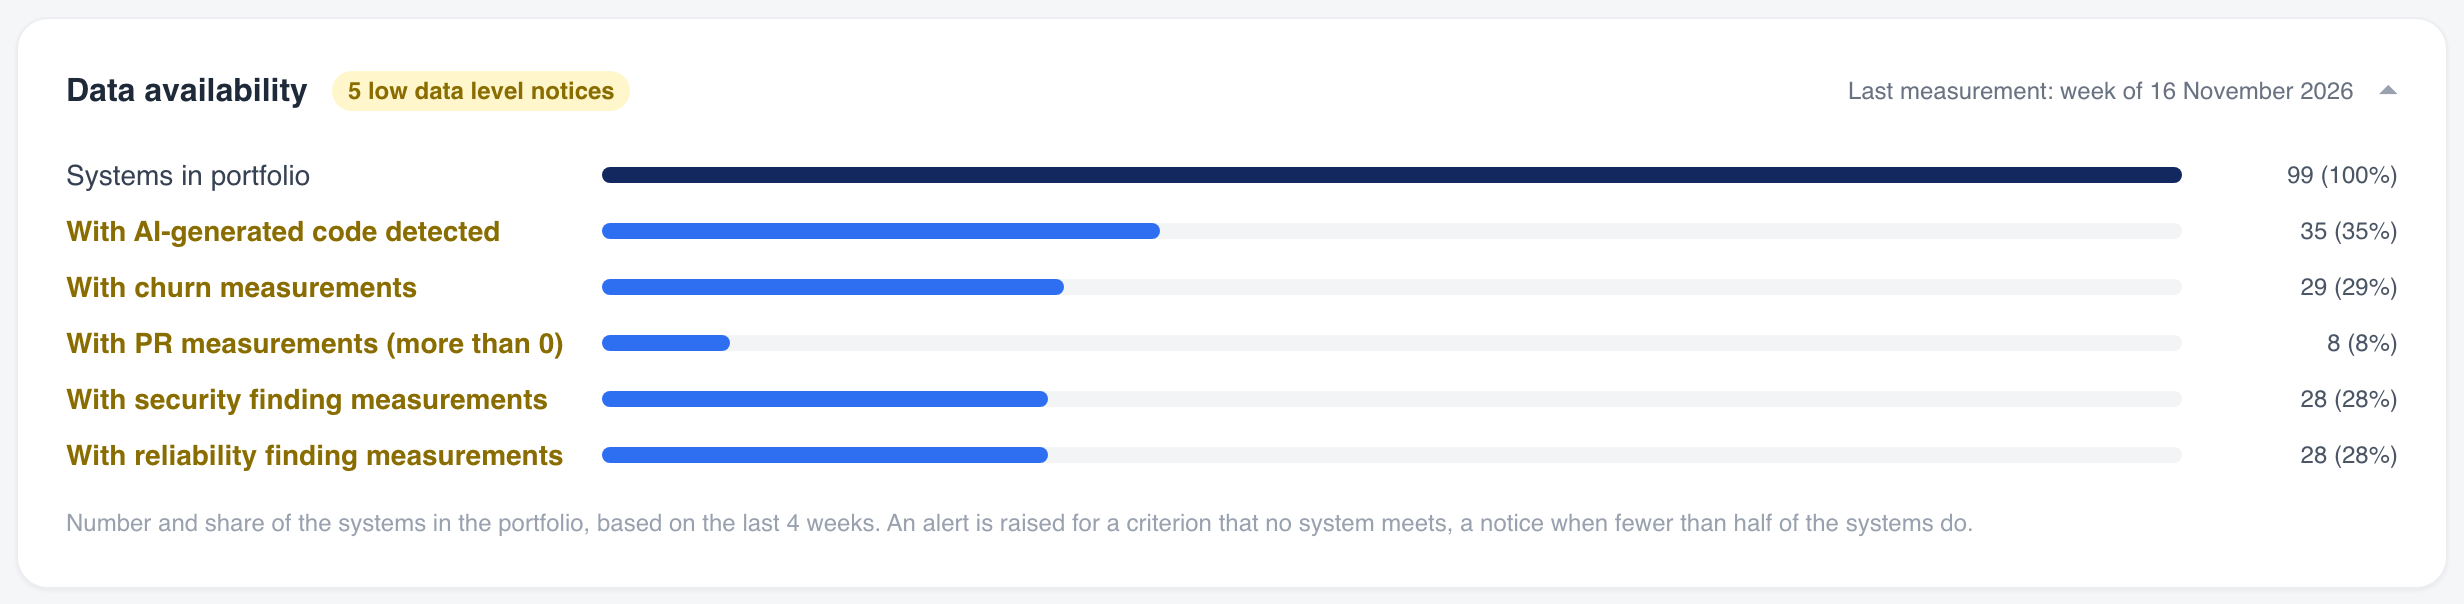 Data availability
5 low data level notices
Last measurement: week of 16 November 2026
Systems in portfolio 99 (100%)
With AI-generated code detected 35 (35%)
With churn measurements 29 (29%)
With PR measurements (more than 0) 8 (8%)
With security finding measurements 28 (28%)
With reliability finding measurements 28 (28%)
Number and share of the systems in the portfolio, based on the last 4 weeks. An alert is raised for a criterion that no system meets, a notice when fewer than half of the systems do.